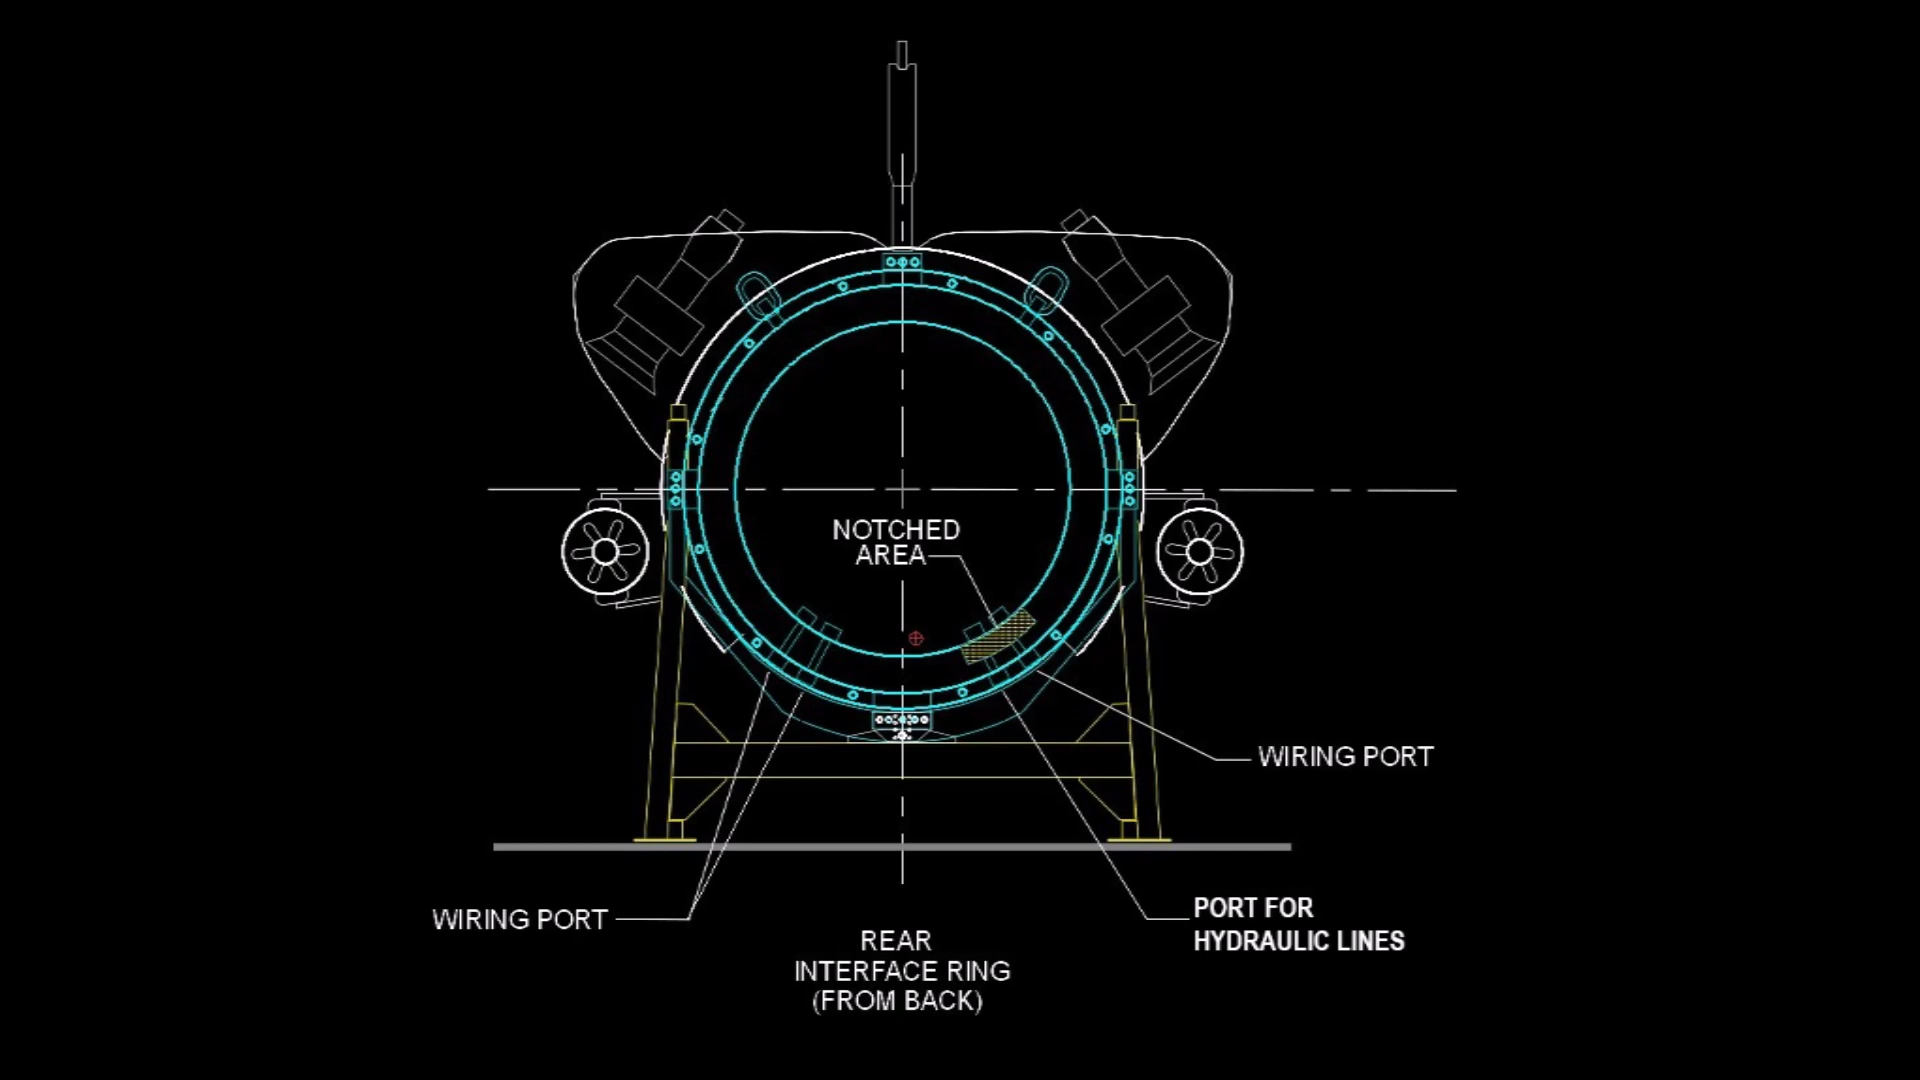 NOTCHED
AREA
WIRING PORT
WIRING PORT
PORT FOR
HYDRAULIC LINES
REAR
INTERFACE RING
(FROM BACK)